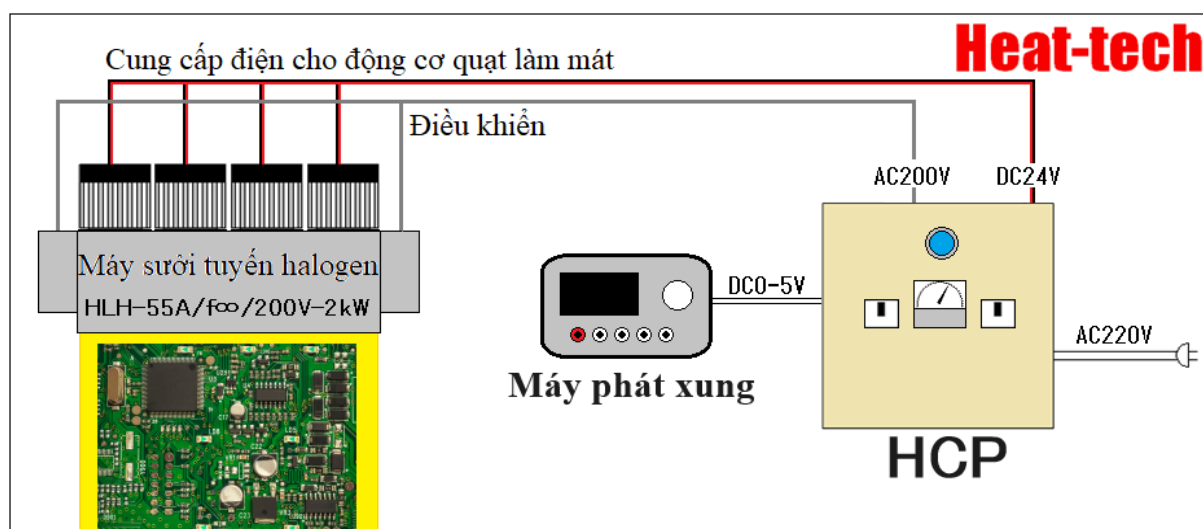 Heat-tech
Cung cấp điện cho động cơ quạt làm mát
Điều khiển
AC200V
DC24V
Máy sưởi tuyến halogen
HLH-55A/f∞/200V-2kW
DC0-5V
AC220V
Máy phát xung
HCP